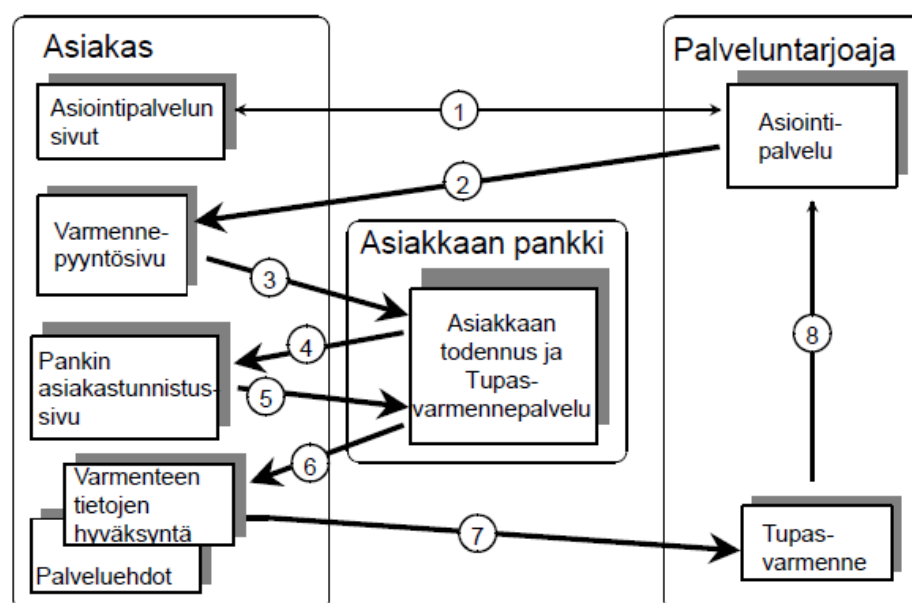 Asiakas
Palveluntarjoaja
Asiointipalvelun
sivut
1
Asiointi-
palvelu
2
Varmenne-
pyyntösivu
Asiakkaan pankki
3
Asiakkaan
todennus ja
Tupas-
varmennepalvelu
4
8
Pankin
asiakastunnistus-
sivu
5
6
Varmenteen
tietojen
hyväksyntä
7
Tupas-
varmenne
Palveluehdot